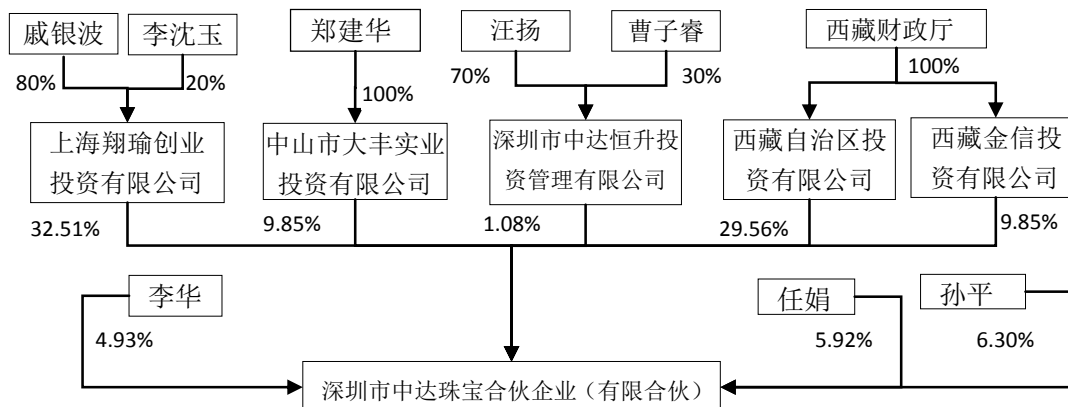 戚银波 李沈玉 郑建华 汪扬 曹子睿 西藏财政厅
80% 20% 100% 70% 30% 100%
上海翔瑜创业
投资有限公司
中山市大丰实业
投资有限公司
深圳市中达恒升投
资管理有限公司
西藏自治区投
资有限公司
西藏金信投
资有限公司
32.51% 9.85% 1.08% 29.56% 9.85%
李华 任娟 孙平
4.93% 5.92% 6.30%
深圳市中达珠宝合伙企业（有限合伙）